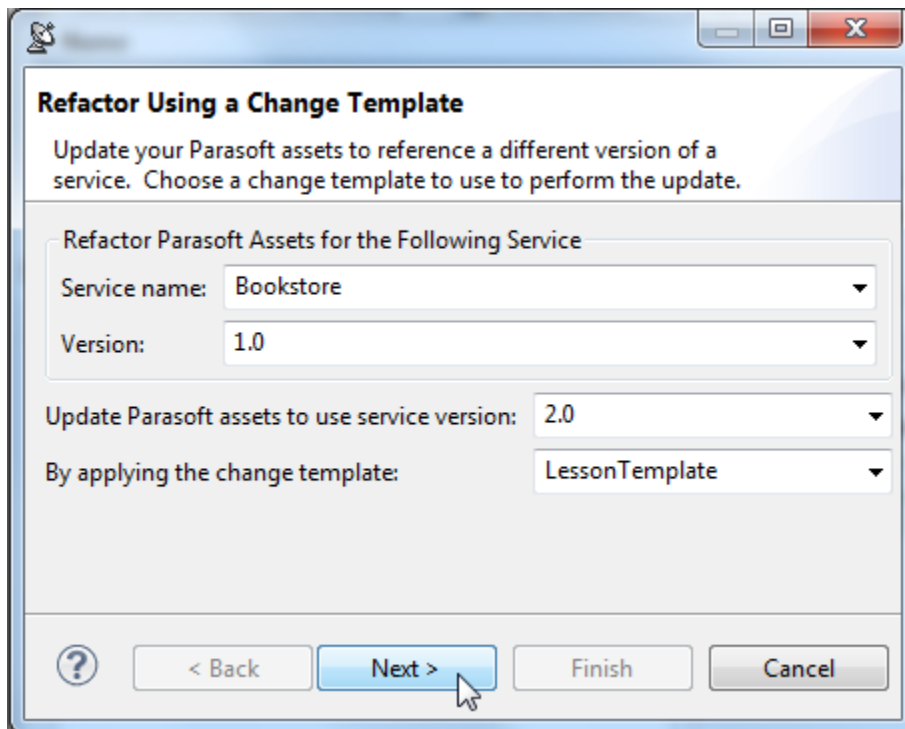 Refactor Using a Change Template
Update your Parasoft assets to reference a different version of a
service. Choose a change template to use to perform the update.
Refactor Parasoft Assets for the Following Service
Service name: Bookstore
Version: 1.0
Update Parasoft assets to use service version: 2.0
By applying the change template: LessonTemplate
? < Back Next > Finish Cancel